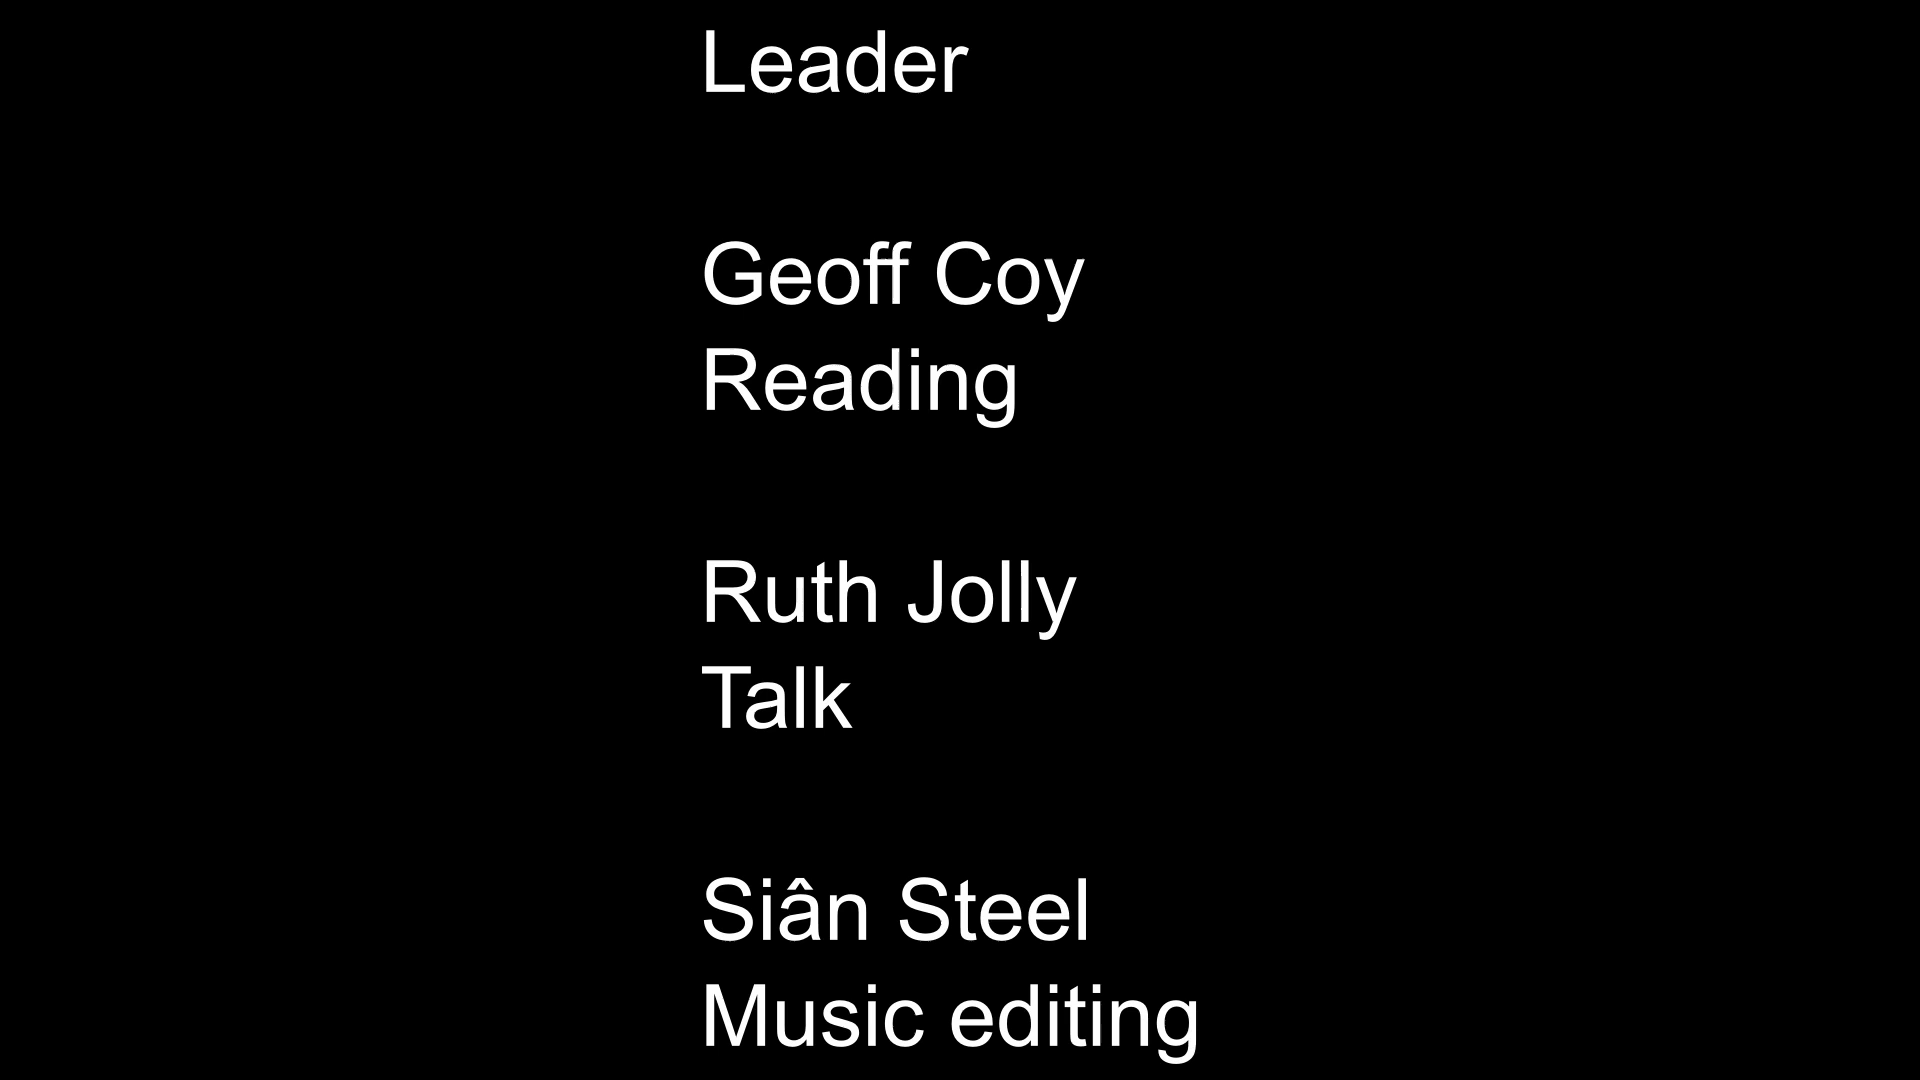 Leader
Geoff Coy
Reading
Ruth Jolly
Talk
Siân Steel
Music editing